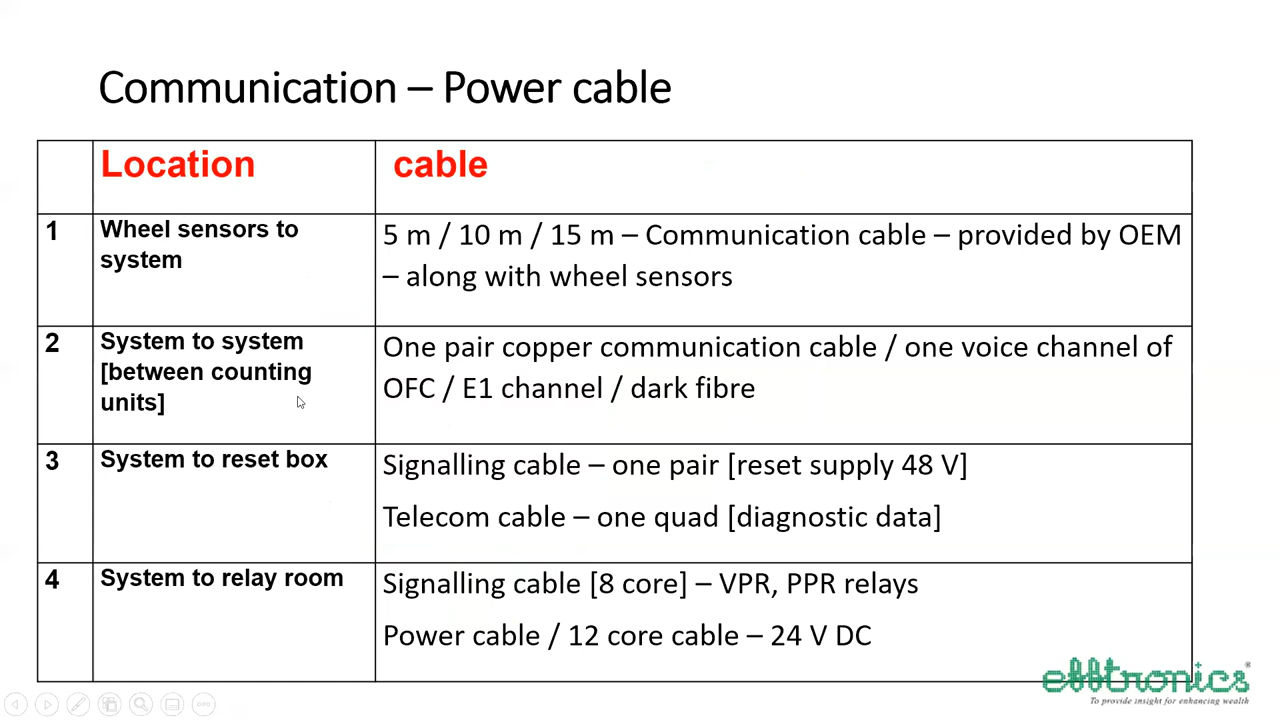 Communication – Power cable
Location
cable
1
Wheel sensors to
system
5 m / 10 m / 15 m – Communication cable – provided by OEM
– along with wheel sensors
2
System to system
[between counting
units]
One pair copper communication cable / one voice channel of
OFC / E1 channel / dark fibre
3
System to reset box
Signalling cable – one pair [reset supply 48 V]
Telecom cable – one quad [diagnostic data]
4
System to relay room
Signalling cable [8 core] – VPR, PPR relays
Power cable / 12 core cable – 24 V DC
efftronics®
To provide insight for enhancing wealth